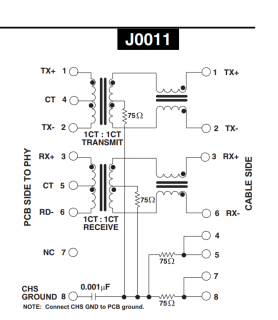 J0011
TX+ 1
1 TX+
CT 4
75Ω
TX- 2
2 TX-
1CT : 1CT
TRANSMIT
RX+ 3
3 RX+
CT 5
75Ω
RD- 6
6 RX-
1CT : 1CT
RECEIVE
PCB SIDE TO PHY
CABLE SIDE
4
NC 7
5
75Ω
7
CHS
GROUND 8
0.001µF
75Ω
8
NOTE: Connect CHS GND to PCB ground.